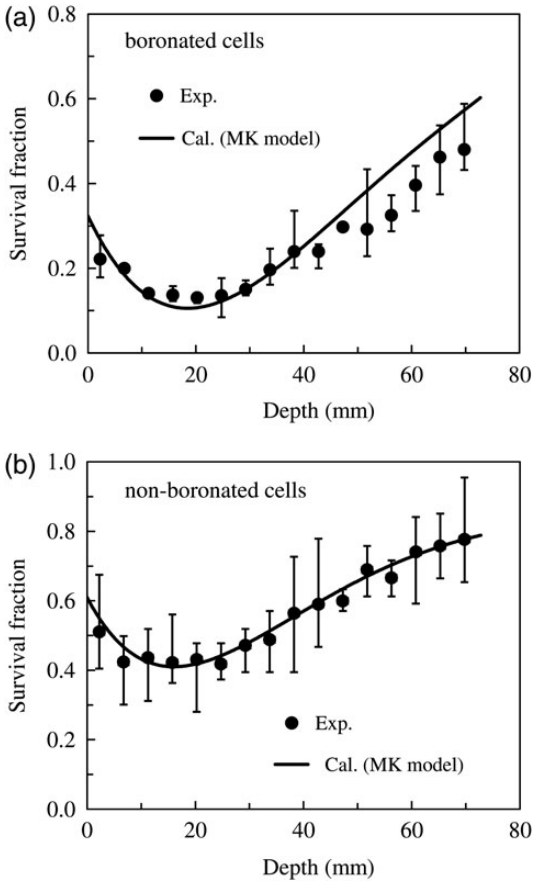 (a)
0.8
boronated cells
Exp.
0.6
Cal. (MK model)
Survival fraction
0.4
0.2
0.0
0 20 40 60 80
Depth (mm)
(b)
1.0
non-boronated cells
0.8
Survival fraction
0.6
0.4
Exp.
0.2
Cal. (MK model)
0.0
0 20 40 60 80
Depth (mm)